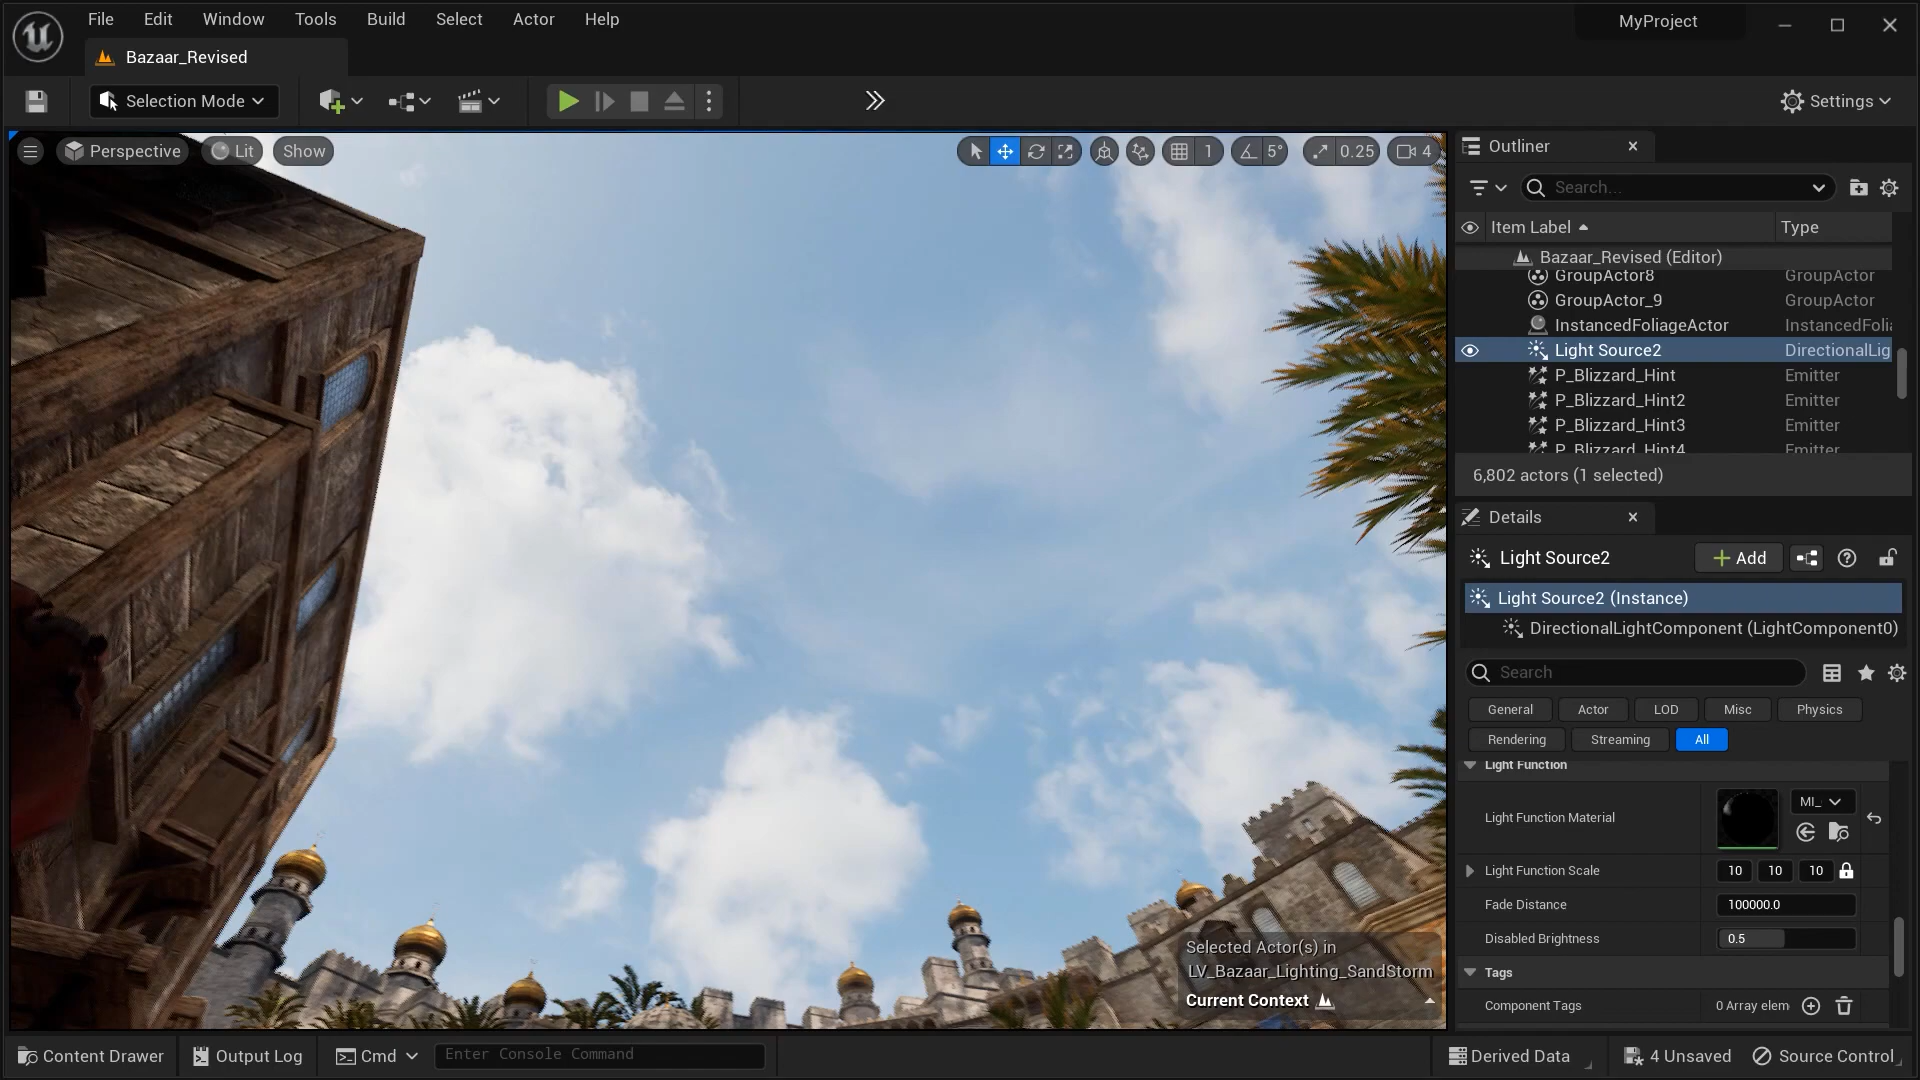 File Edit Window Tools Build Select Actor Help
MyProject
Bazaar_Revised
Selection Mode
Settings
Perspective Lit Show
1 5° 0.25 4
Outliner
Search...
Item Label Type
Bazaar_Revised (Editor)
GroupActor8 GroupActor
GroupActor_9 GroupActor
InstancedFoliageActor InstancedFolia
Light Source2 DirectionalLig
P_Blizzard_Hint Emitter
P_Blizzard_Hint2 Emitter
P_Blizzard_Hint3 Emitter
P_Blizzard_Hint4 Emitter
6,802 actors (1 selected)
Details
Light Source2 Add
Light Source2 (Instance)
DirectionalLightComponent (LightComponent0)
Search
General Actor LOD Misc Physics
Rendering Streaming All
Light Function
Light Function Material MI_
Light Function Scale 10 10 10
Fade Distance 100000.0
Disabled Brightness 0.5
Tags
Component Tags 0 Array elem
Selected Actor(s) in
LV_Bazaar_Lighting_SandStorm
Current Context
Content Drawer Output Log Cmd Enter Console Command Derived Data 4 Unsaved Source Control